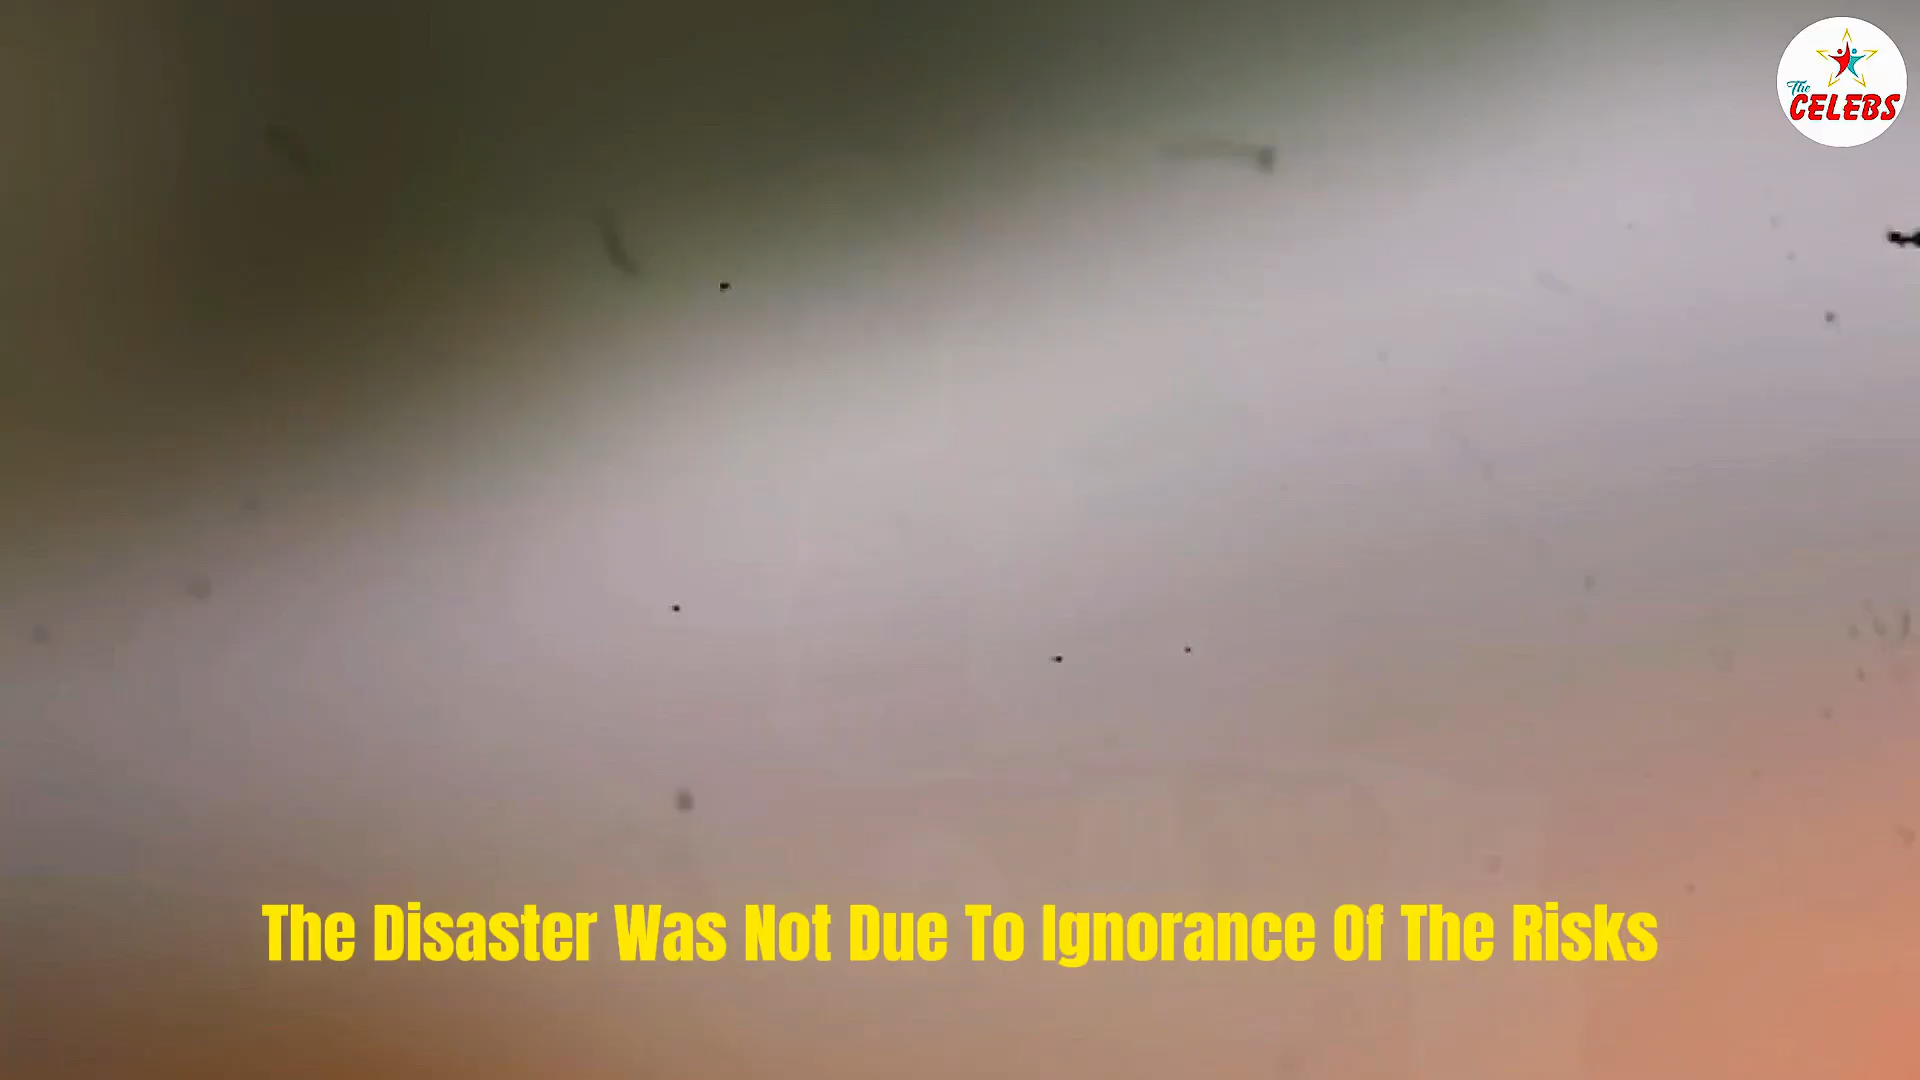 The
CELEBS
The Disaster Was Not Due To Ignorance Of The Risks